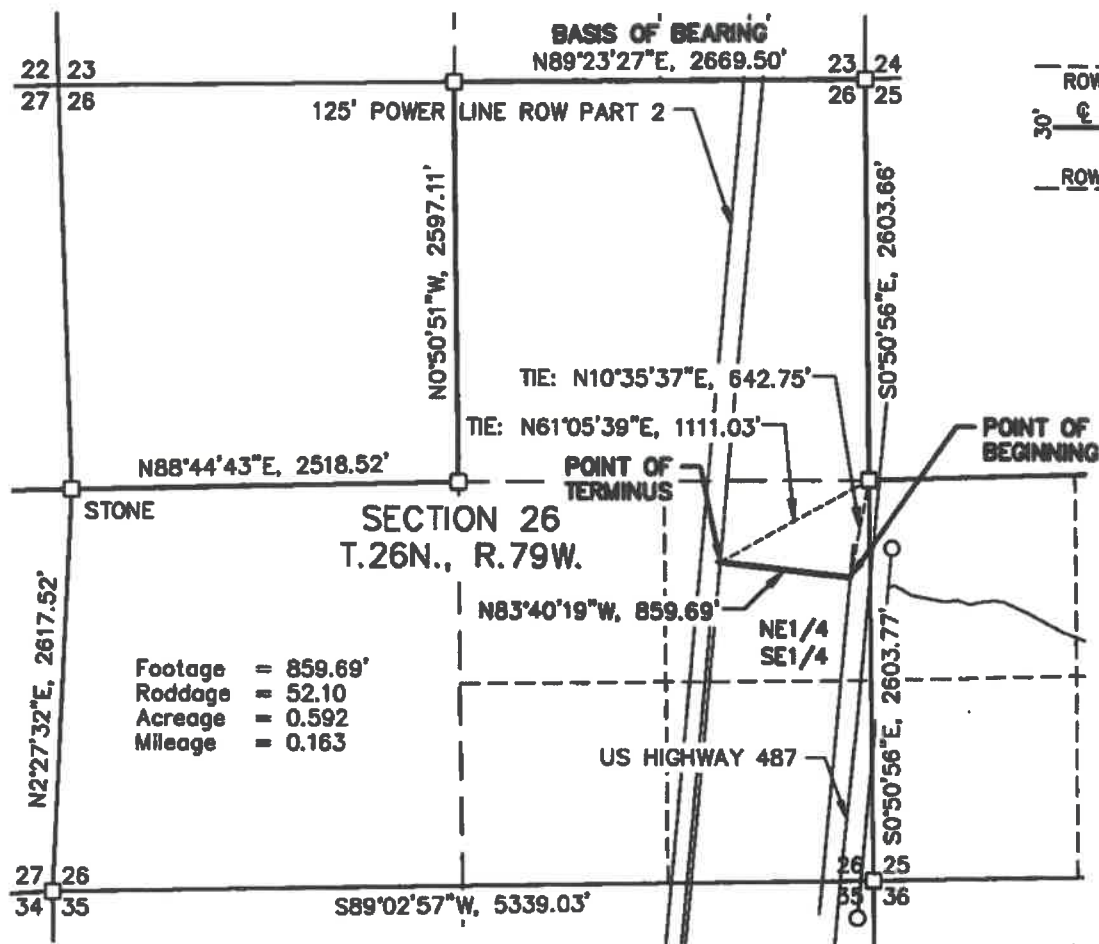 BASIS OF BEARING
N89°23'27"E, 2669.50'
22 23
27 26
23 24
26 25
ROW
30' ℄
ROW
125' POWER LINE ROW PART 2
N0°50'51"W, 2597.11'
S0°50'56"E, 2603.66'
TIE: N10°35'37"E, 642.75'
TIE: N61°05'39"E, 1111.03'
POINT OF
BEGINNING
N88°44'43"E, 2518.52'
POINT OF
TERMINUS
STONE
SECTION 26
T.26N., R.79W.
N83°40'19"W, 859.69'
NE1/4
SE1/4
N2°27'32"E, 2617.52'
Footage = 859.69'
Roddage = 52.10
Acreage = 0.592
Mileage = 0.163
S0°50'56"E, 2603.77'
US HIGHWAY 487
27 26
34 35
26 25
35 36
S89°02'57"W, 5339.03'